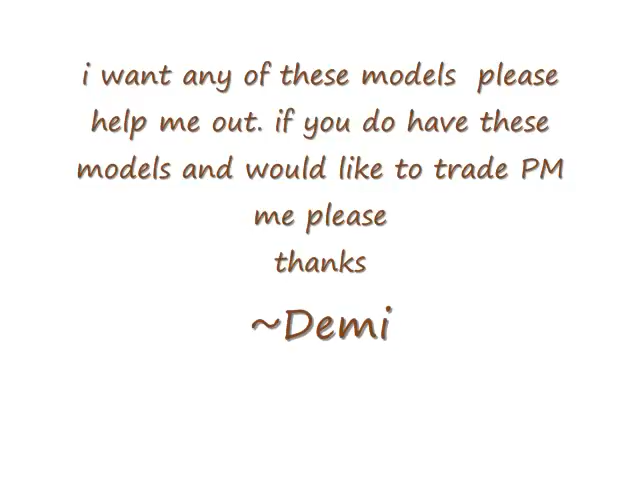 i want any of these models  please
help me out. if you do have these
models and would like to trade PM
me please
thanks
~Demi